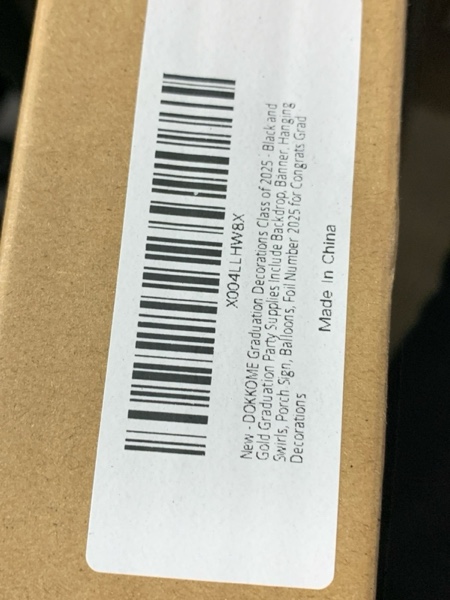 X004LLHW8X
New - DOKKOME Graduation Decorations Class of 2025 - Black and
Gold Graduation Party Supplies Include Backdrop, Banner, Hanging
Swirls, Porch Sign, Balloons, Foil Number 2025 for Congrats Grad
Decorations
Made In China